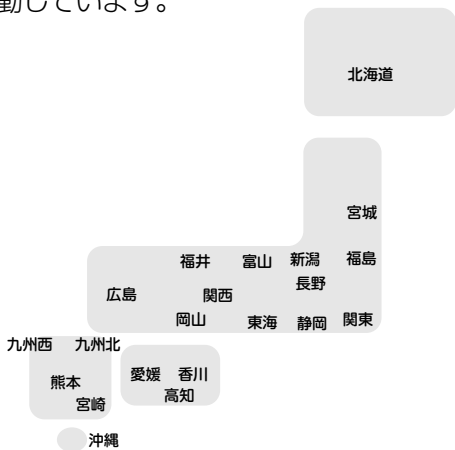 動しています。
北海道
宮城
福井 富山 新潟 福島
長野
広島 関西
岡山 東海 静岡 関東
九州西 九州北
愛媛 香川
熊本
高知
宮崎
沖縄